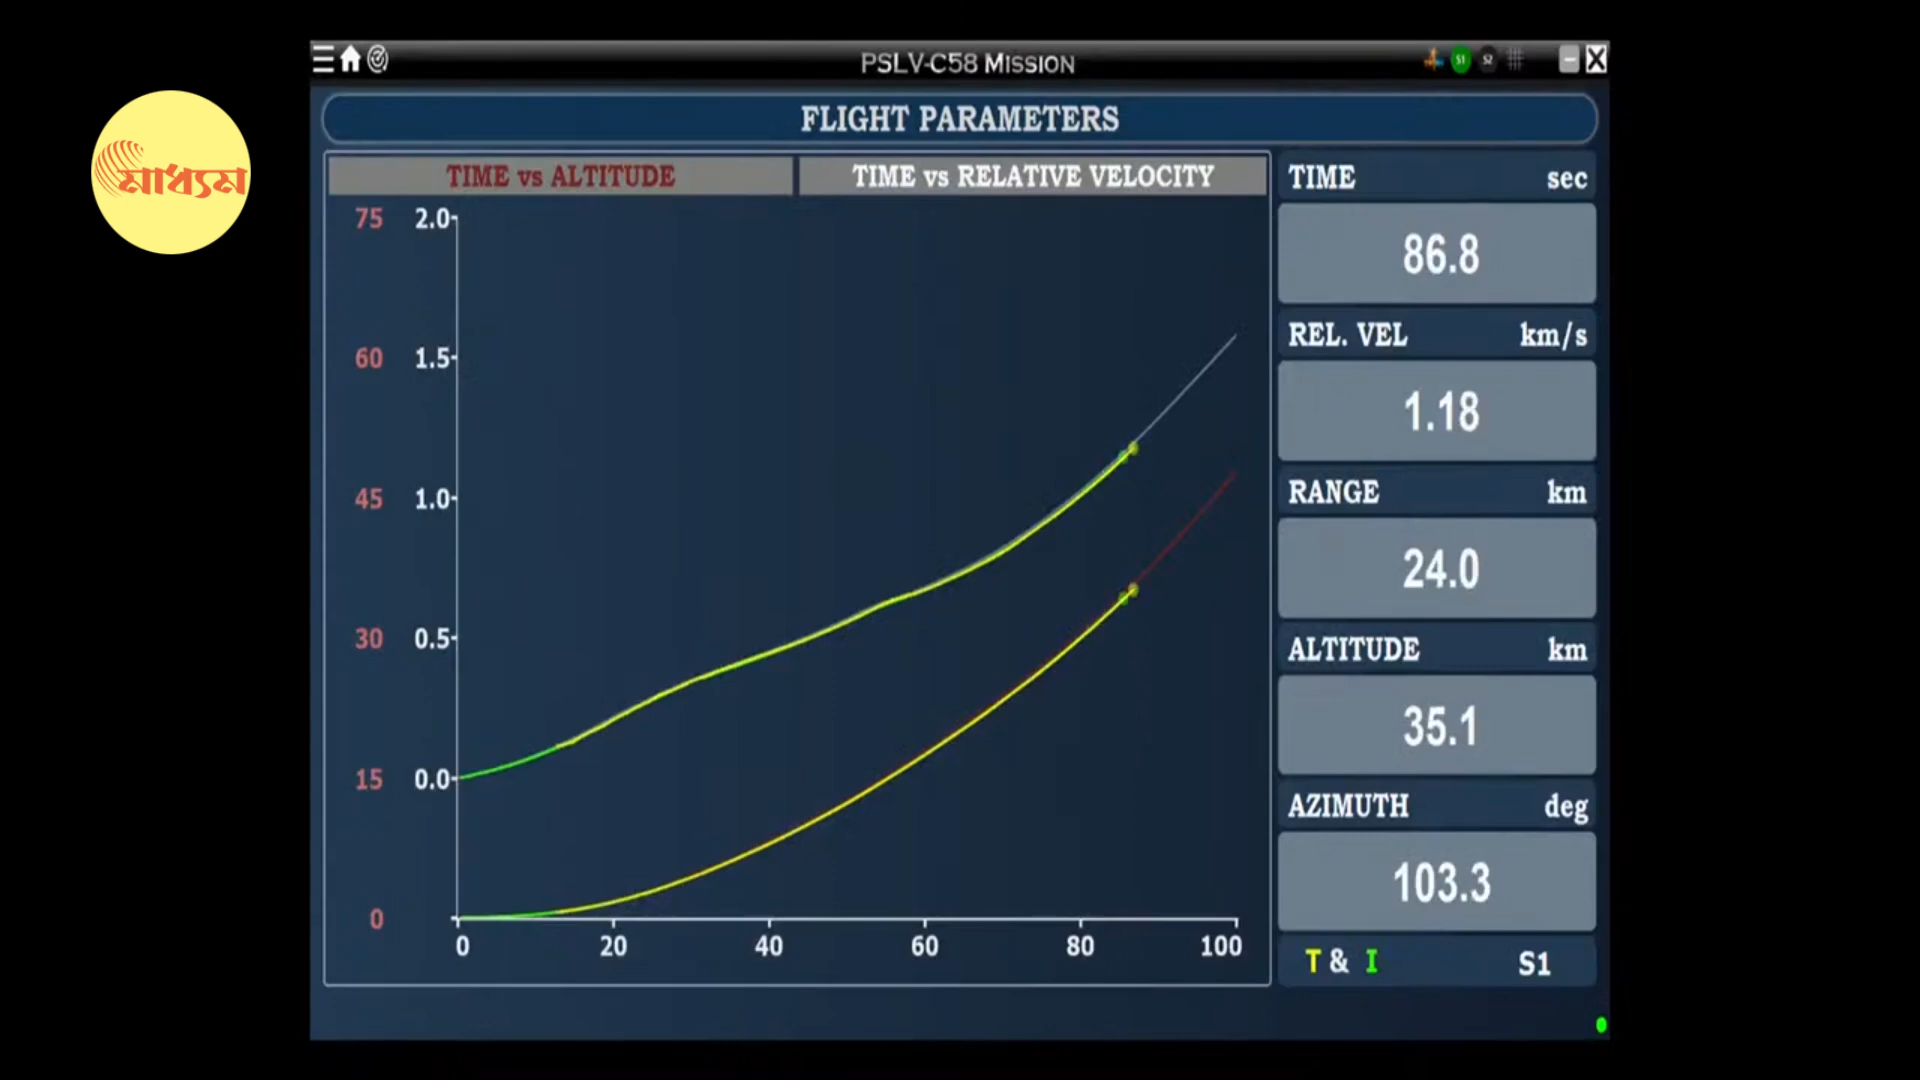 PSLV-C58 MISSION
S1
S2
মাধ্যম
FLIGHT PARAMETERS
TIME vs ALTITUDE
TIME vs RELATIVE VELOCITY
75
2.0
60
1.5
45
1.0
30
0.5
15
0.0
0
0
20
40
60
80
100
TIME sec
86.8
REL. VEL km/s
1.18
RANGE km
24.0
ALTITUDE km
35.1
AZIMUTH deg
103.3
T & I S1